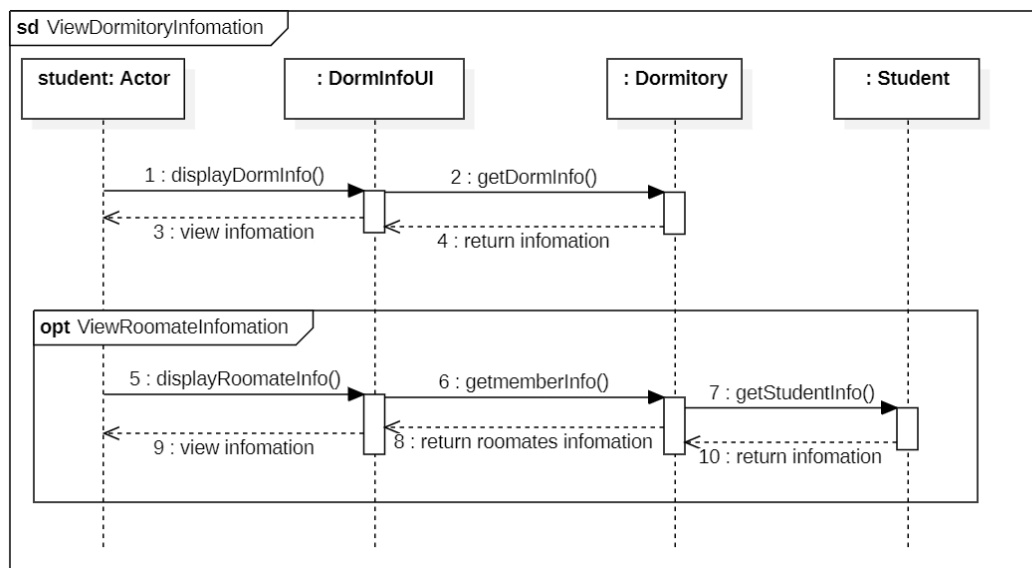 sd ViewDormitoryInfomation
student: Actor
: DormInfoUI
: Dormitory
: Student
1 : displayDormInfo()
2 : getDormInfo()
3 : view infomation
4 : return infomation
opt ViewRoomateInfomation
5 : displayRoomateInfo()
6 : getmemberInfo()
7 : getStudentInfo()
9 : view infomation
8 : return roomates infomation
10 : return infomation